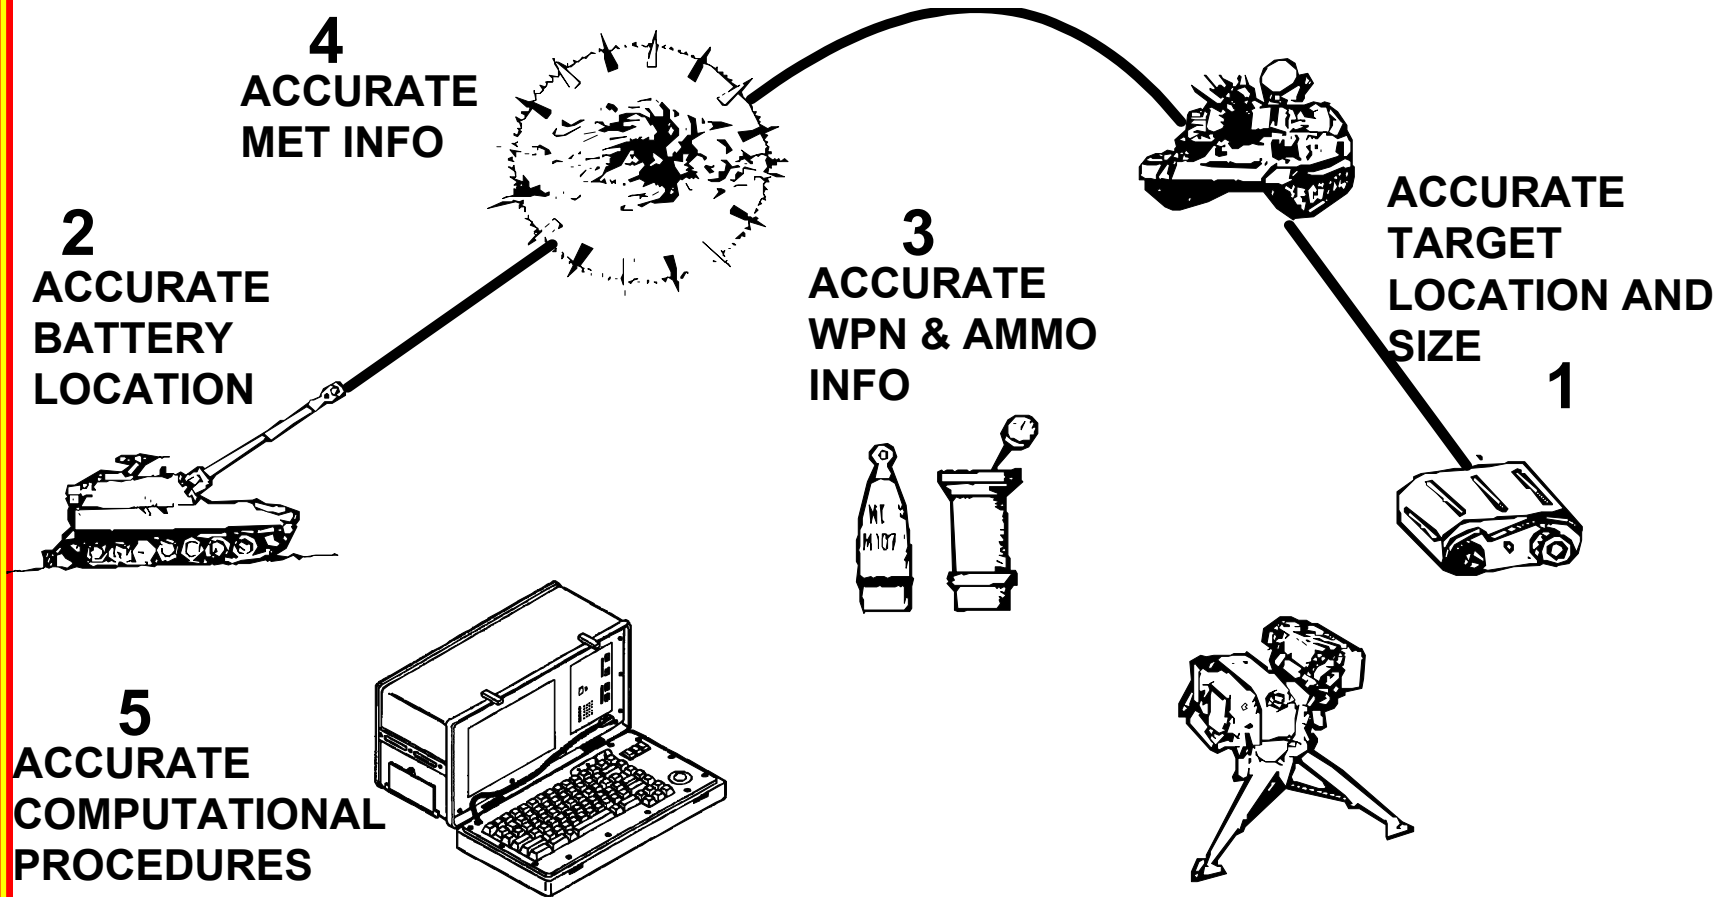 4
ACCURATE
MET INFO
2
ACCURATE
BATTERY
LOCATION
3
ACCURATE
WPN & AMMO
INFO
ACCURATE
TARGET
LOCATION AND
SIZE
1
M107
5
ACCURATE
COMPUTATIONAL
PROCEDURES